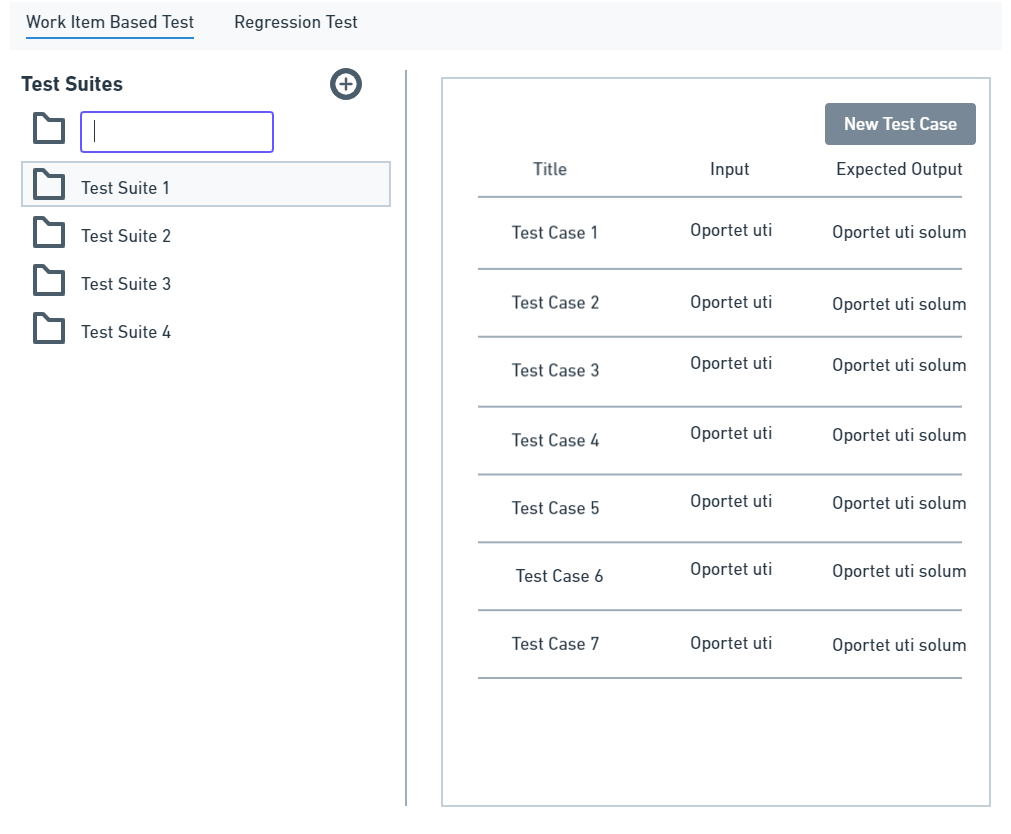 Work Item Based Test Regression Test
Test Suites
Test Suite 1
Test Suite 2
Test Suite 3
Test Suite 4
New Test Case
Title Input Expected Output
Test Case 1 Oportet uti Oportet uti solum
Test Case 2 Oportet uti Oportet uti solum
Test Case 3 Oportet uti Oportet uti solum
Test Case 4 Oportet uti Oportet uti solum
Test Case 5 Oportet uti Oportet uti solum
Test Case 6 Oportet uti Oportet uti solum
Test Case 7 Oportet uti Oportet uti solum